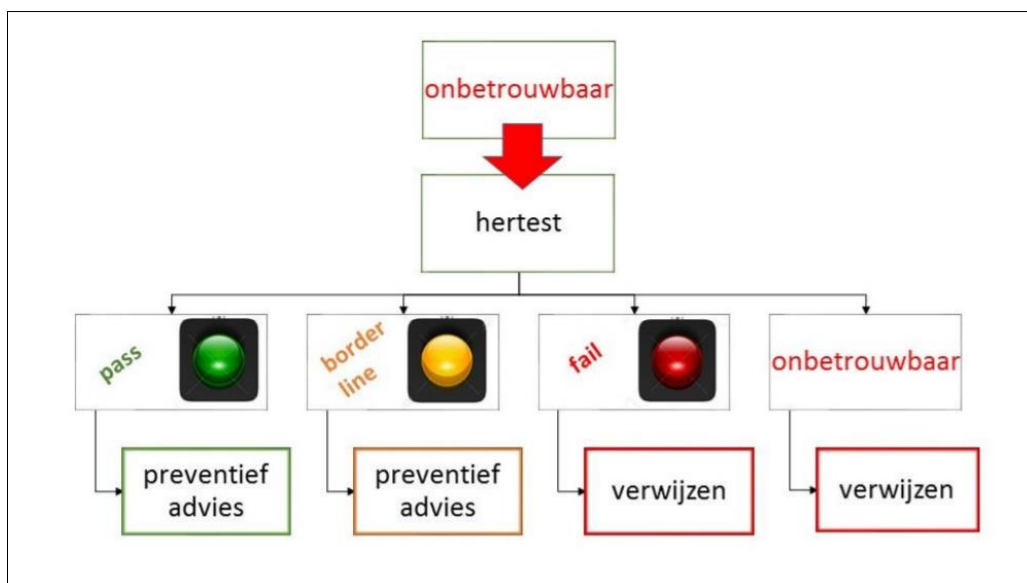 onbetrouwbaar
hertest
pass
border
line
fail
onbetrouwbaar
preventief
advies
preventief
advies
verwijzen
verwijzen